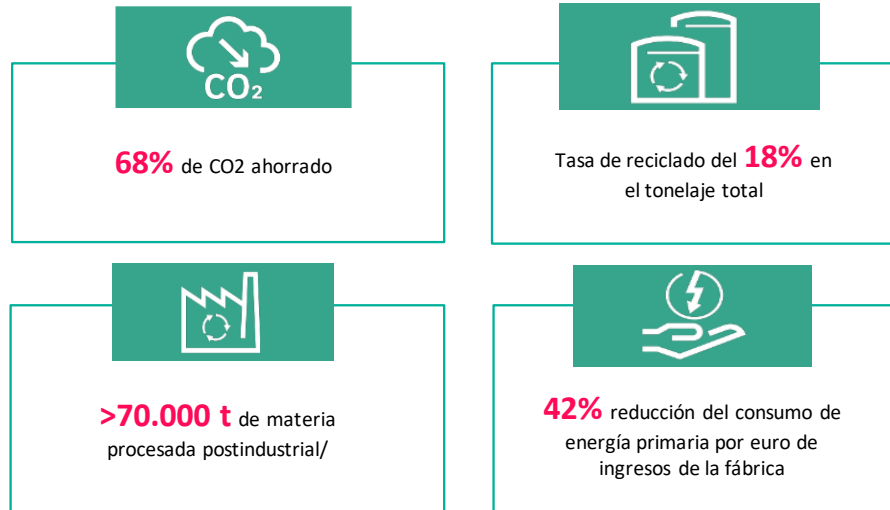 CO₂
68% de CO2 ahorrado
Tasa de reciclado del 18% en
el tonelaje total
>70.000 t de materia
procesada postindustrial/
42% reducción del consumo de
energía primaria por euro de
ingresos de la fábrica